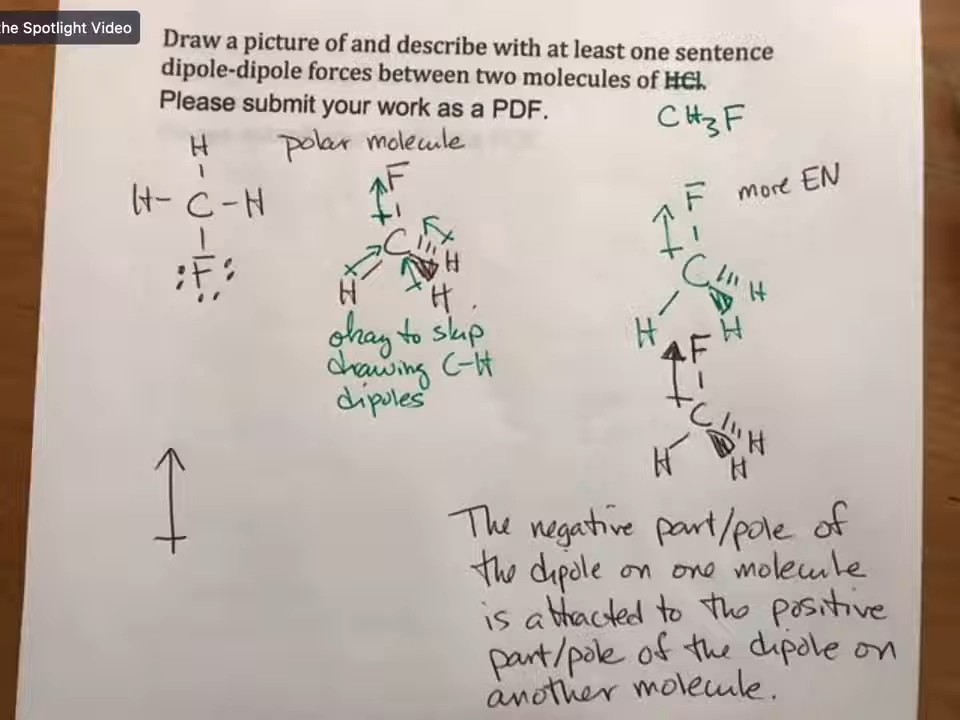 he Spotlight Video
Draw a picture of and describe with at least one sentence
dipole-dipole forces between two molecules of HCl.
Please submit your work as a PDF.
CH3F
polar molecule
H
H- C -H
:F:
F
C
H
H
H
okay to skip
drawing C-H
dipoles
F more EN
C
H
H
H
F
C
H
H
H
The negative part/pole of
the dipole on one molecule
is attracted to the positive
part/pole of the dipole on
another molecule.